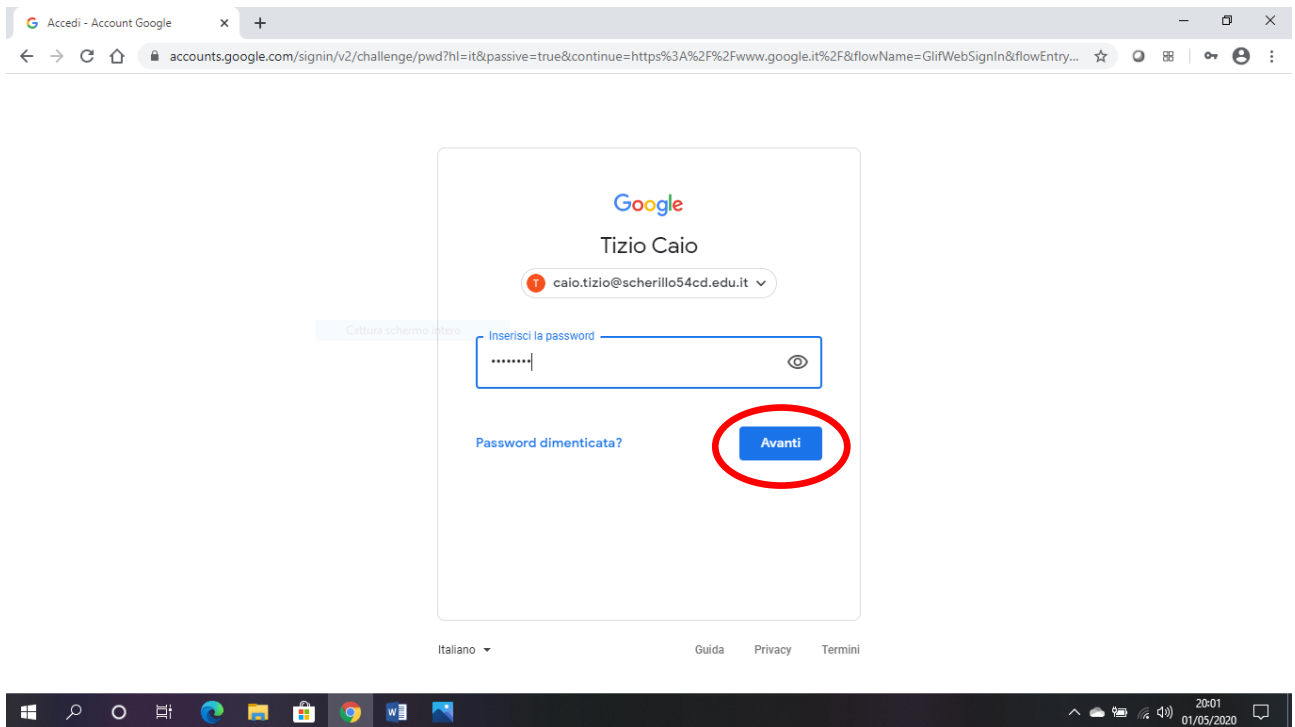 Accedi - Account Google
accounts.google.com/signin/v2/challenge/pwd?hl=it&passive=true&continue=https%3A%2F%2Fwww.google.it%2F&flowName=GlifWebSignIn&flowEntry...
Google
Tizio Caio
T caio.tizio@scherillo54cd.edu.it
Cattura schermo intero
Inserisci la password
••••••••
Password dimenticata?
Avanti
Italiano
Guida Privacy Termini
20:01
01/05/2020